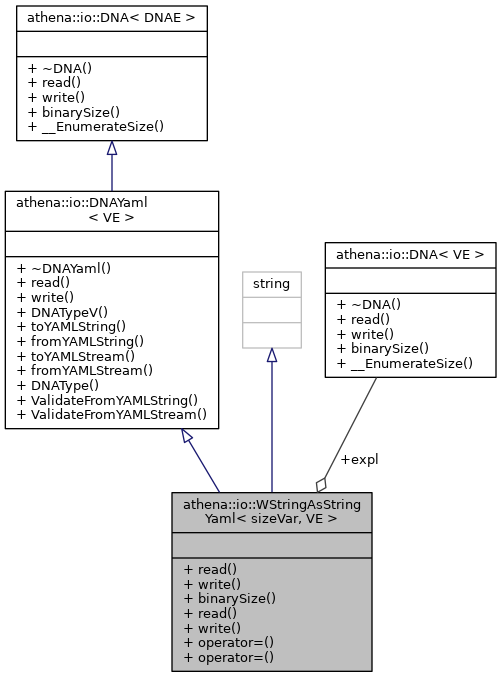 athena::io::DNA< DNAE >
+ ~DNA()
+ read()
+ write()
+ binarySize()
+ __EnumerateSize()
athena::io::DNAYaml
< VE >
+ ~DNAYaml()
+ read()
+ write()
+ DNATypeV()
+ toYAMLString()
+ fromYAMLString()
+ toYAMLStream()
+ fromYAMLStream()
+ DNAType()
+ ValidateFromYAMLString()
+ ValidateFromYAMLStream()
string
athena::io::DNA< VE >
+ ~DNA()
+ read()
+ write()
+ binarySize()
+ __EnumerateSize()
+expl
athena::io::WStringAsString
Yaml< sizeVar, VE >
+ read()
+ write()
+ binarySize()
+ read()
+ write()
+ operator=()
+ operator=()